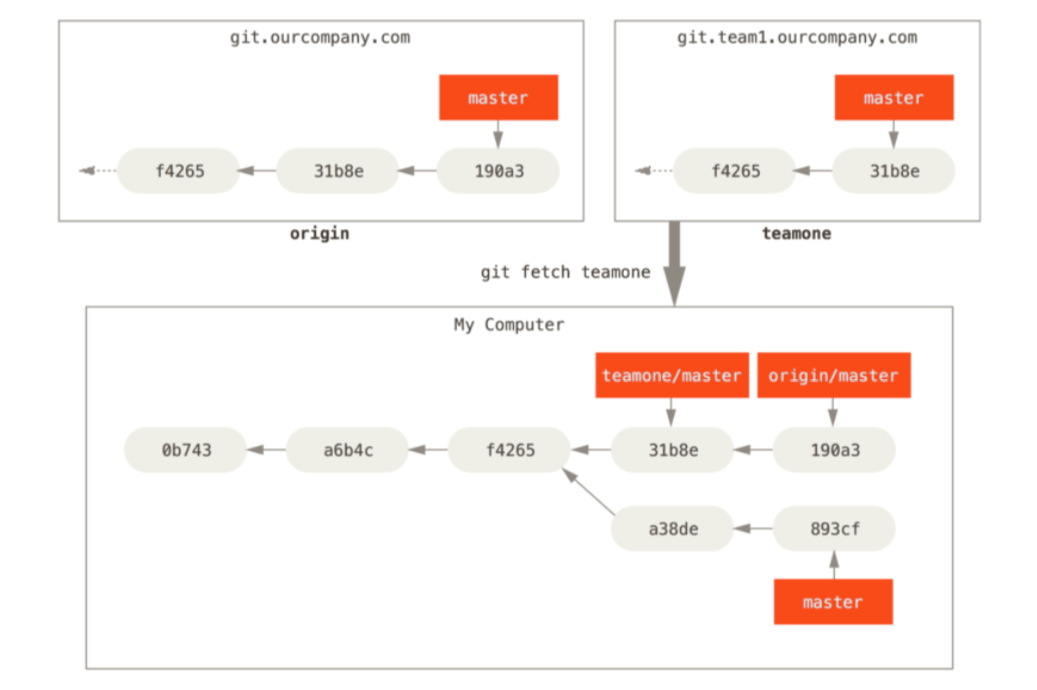 git.ourcompany.com
master
f4265
31b8e
190a3
origin
git.team1.ourcompany.com
master
f4265
31b8e
teamone
git fetch teamone
My Computer
teamone/master
origin/master
0b743
a6b4c
f4265
31b8e
190a3
a38de
893cf
master